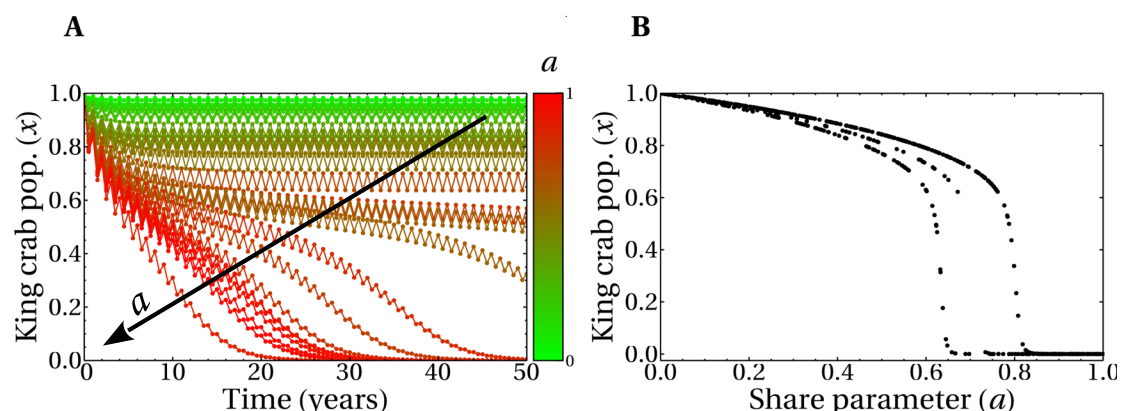 A
B
a
1
0
King crab pop. (x)
1.0
0.8
0.6
0.4
0.2
0.0
a
0 10 20 30 40 50
Time (years)
King crab pop. (x)
1.0
0.8
0.6
0.4
0.2
0.0
0.0 0.2 0.4 0.6 0.8 1.0
Share parameter (a)